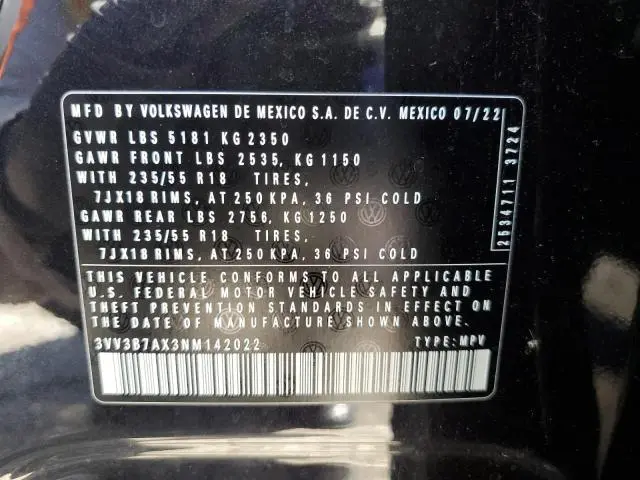 MFD BY VOLKSWAGEN DE MEXICO S.A. DE C.V. MEXICO 07/22
GVWR LBS 5181 KG 2350
GAWR FRONT LBS 2535, KG 1150
WITH 235/55 R18 TIRES,
7JX18 RIMS, AT 250 KPA, 36 PSI COLD
GAWR REAR LBS 2756, KG 1250
WITH 235/55 R18 TIRES,
7JX18 RIMS, AT 250 KPA, 36 PSI COLD
THIS VEHICLE CONFORMS TO ALL APPLICABLE
U.S. FEDERAL MOTOR VEHICLE SAFETY AND
THEFT PREVENTION STANDARDS IN EFFECT ON
THE DATE OF MANUFACTURE SHOWN ABOVE.
3VV3B7AX3NM142022 TYPE: MPV
2534711 3724